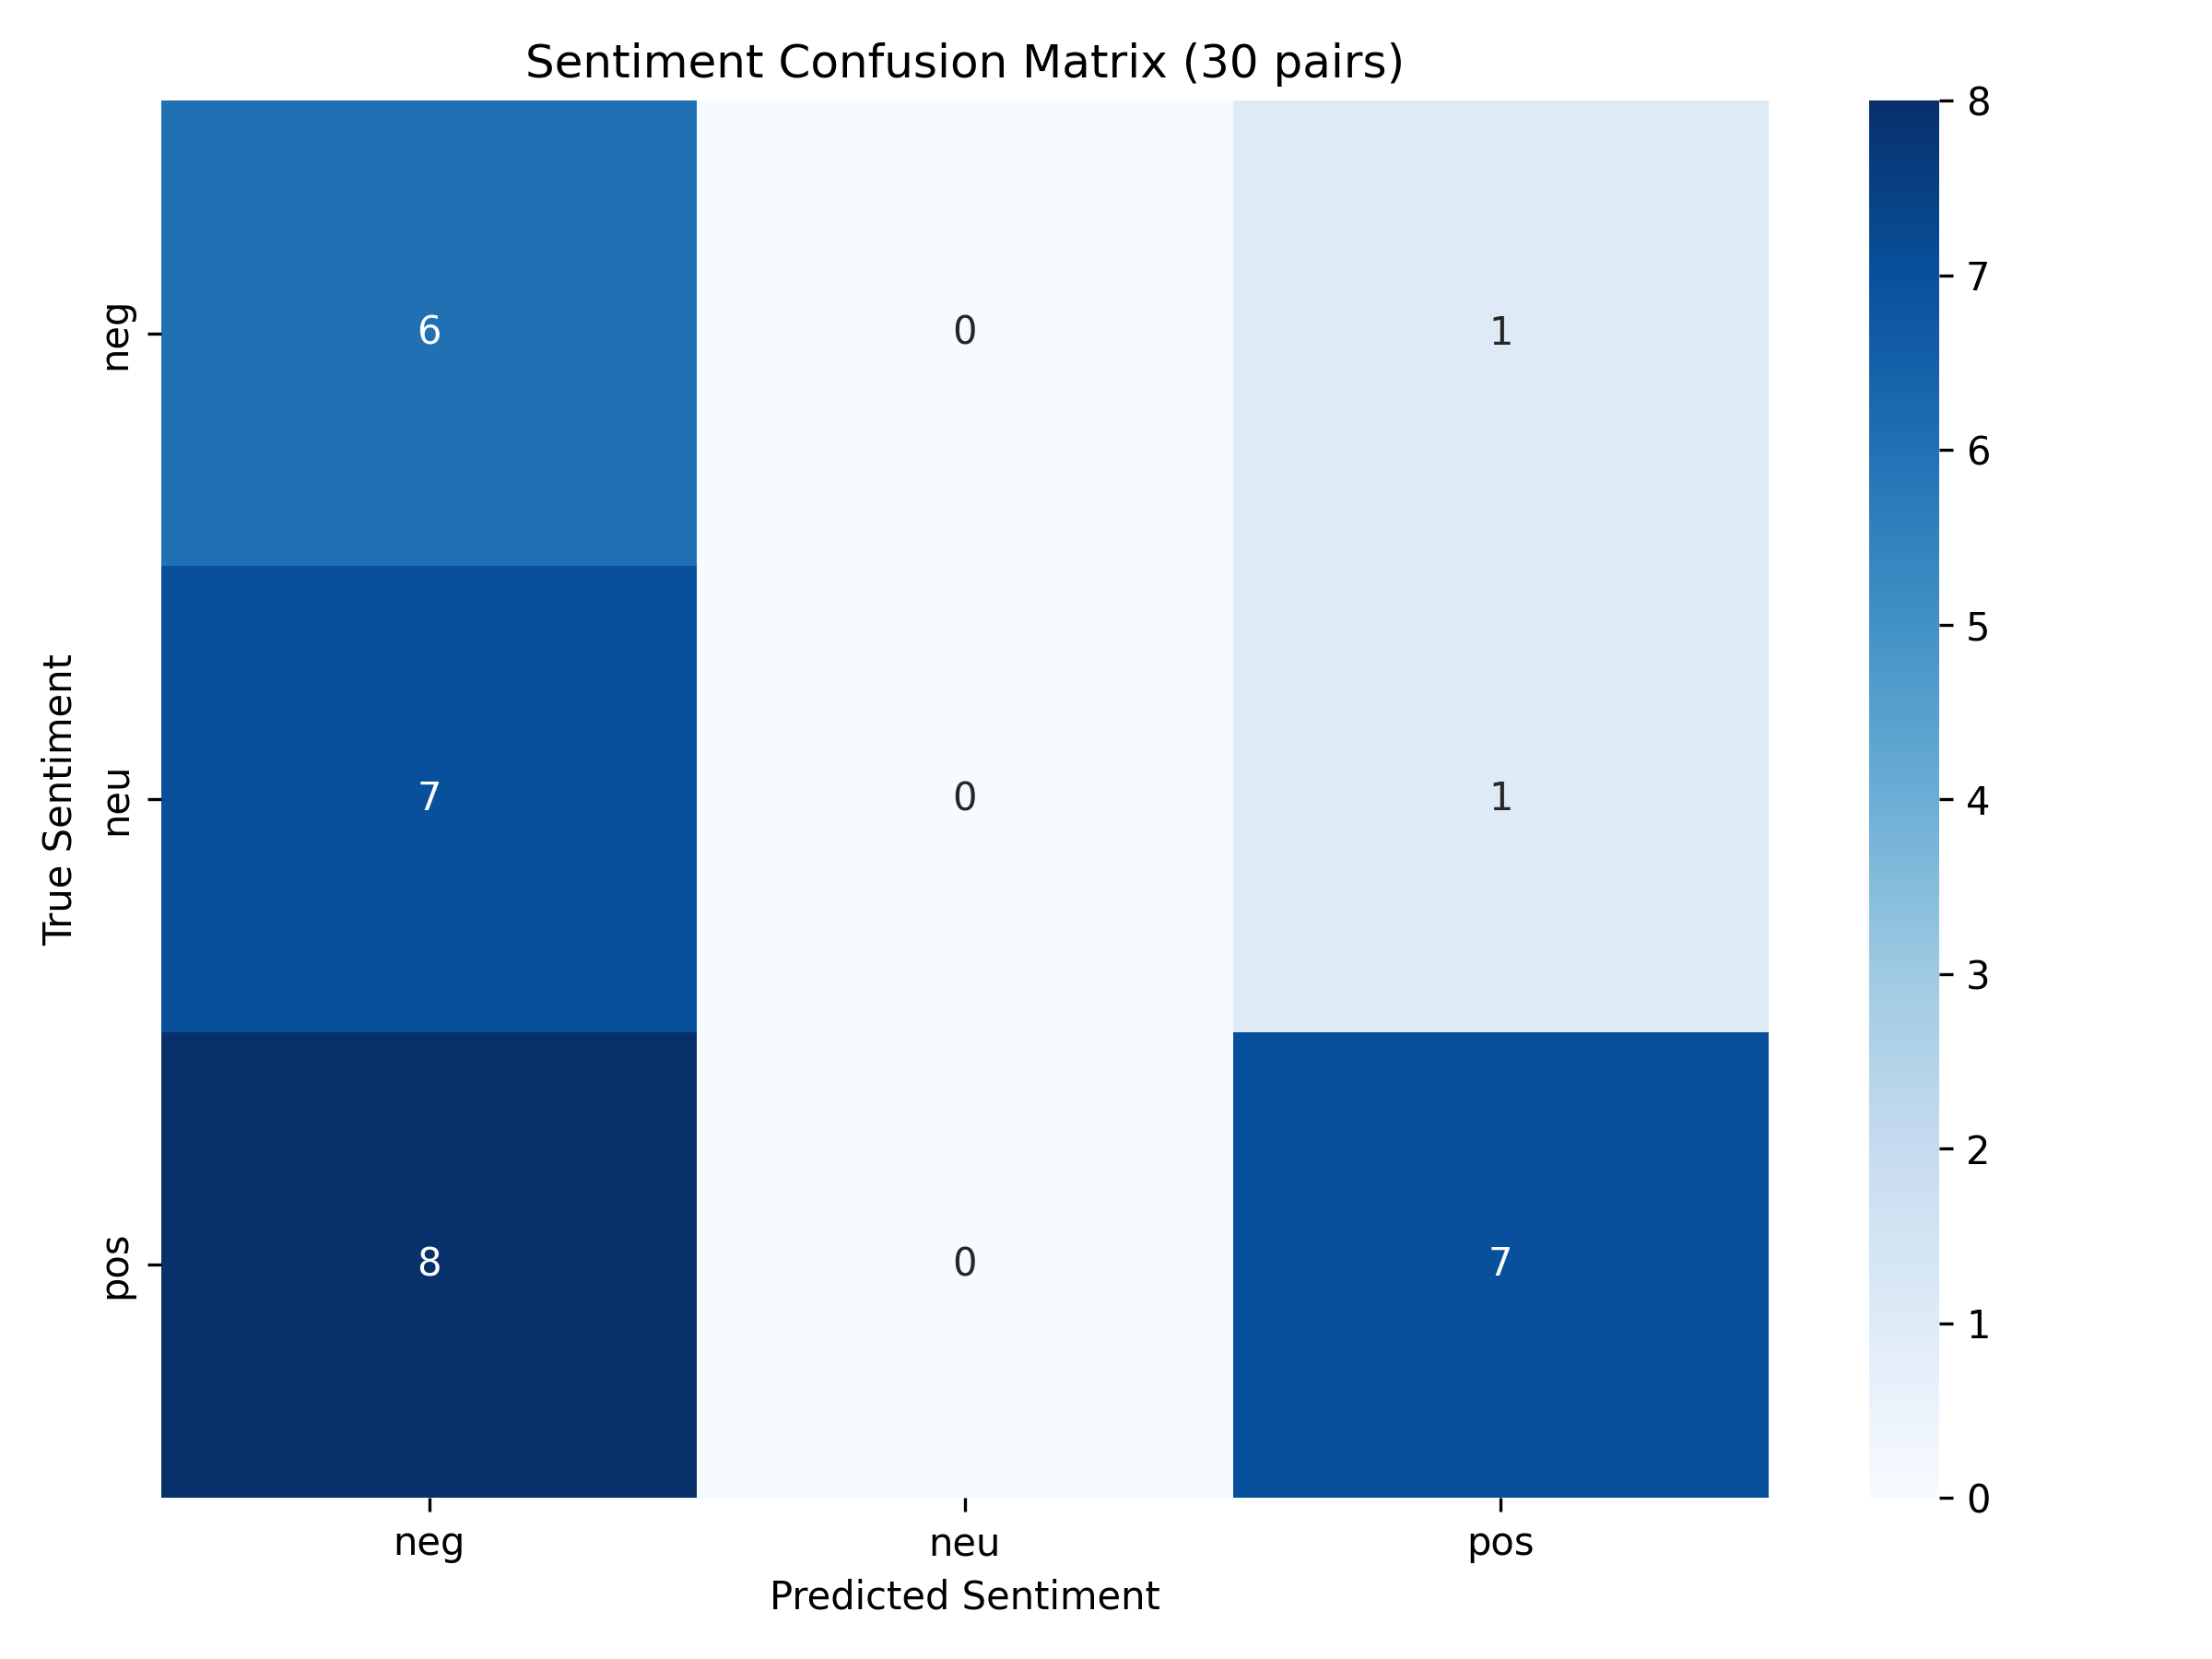 Sentiment Confusion Matrix (30 pairs)
True Sentiment
neg
6
0
1
neu
7
0
1
pos
8
0
7
neg
neu
pos
Predicted Sentiment
8
7
6
5
4
3
2
1
0